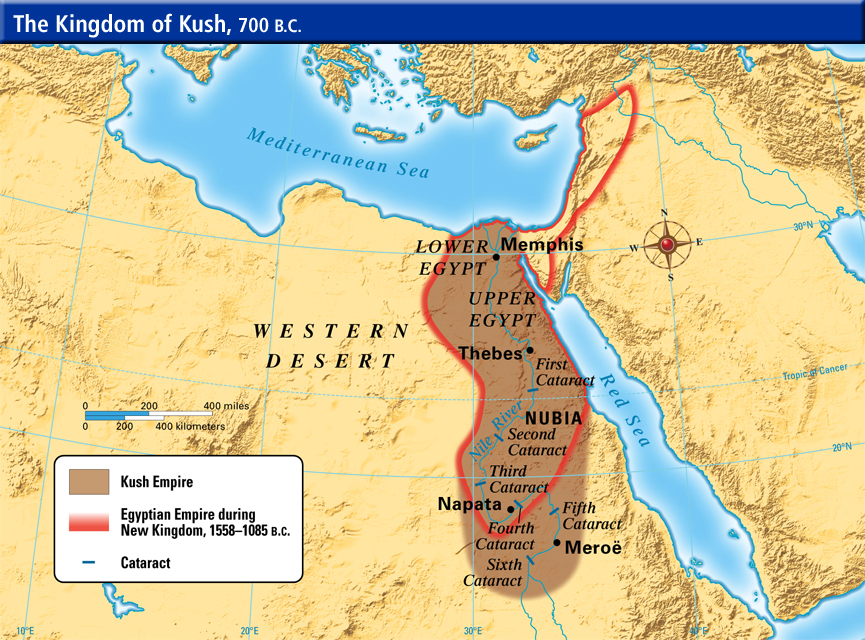 The Kingdom of Kush, 700 B.C.
Mediterranean Sea
N
W E
S
30°N
LOWER
EGYPT
Memphis
UPPER
EGYPT
WESTERN
DESERT
Thebes
First
Cataract
Tropic of Cancer
Red Sea
0 200 400 miles
0 200 400 kilometers
NUBIA
Nile River
Second
Cataract
20°N
Third
Cataract
Napata
Fifth
Cataract
Fourth
Cataract
Meroë
Sixth
Cataract
Kush Empire
Egyptian Empire during
New Kingdom, 1558–1085 B.C.
Cataract
10°E 20°E 30°E 40°E